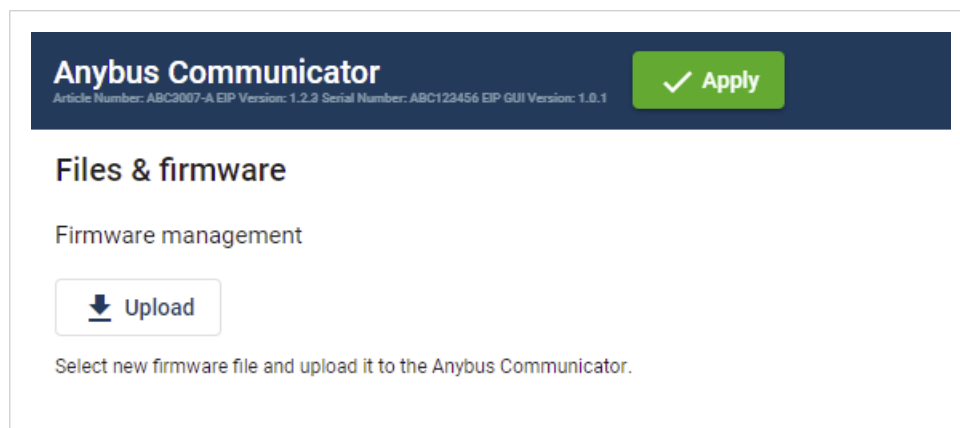 Anybus Communicator
Article Number: ABC3007-A EIP Version: 1.2.3 Serial Number: ABC123456 EIP GUI Version: 1.0.1
Apply
Files & firmware
Firmware management
Upload
Select new firmware file and upload it to the Anybus Communicator.